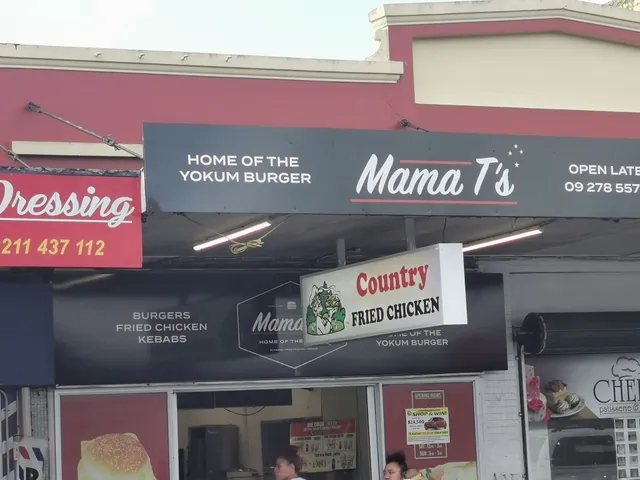 HOME OF THE
YOKUM BURGER
Mama T's
OPEN LATE
09 278 557
Dressing
211 437 112
Country
FRIED CHICKEN
BURGERS
FRIED CHICKEN
KEBABS
Mama
HOME OF THE
HOME OF THE
YOKUM BURGER
SHOP & WIN!
CHE
patisserie